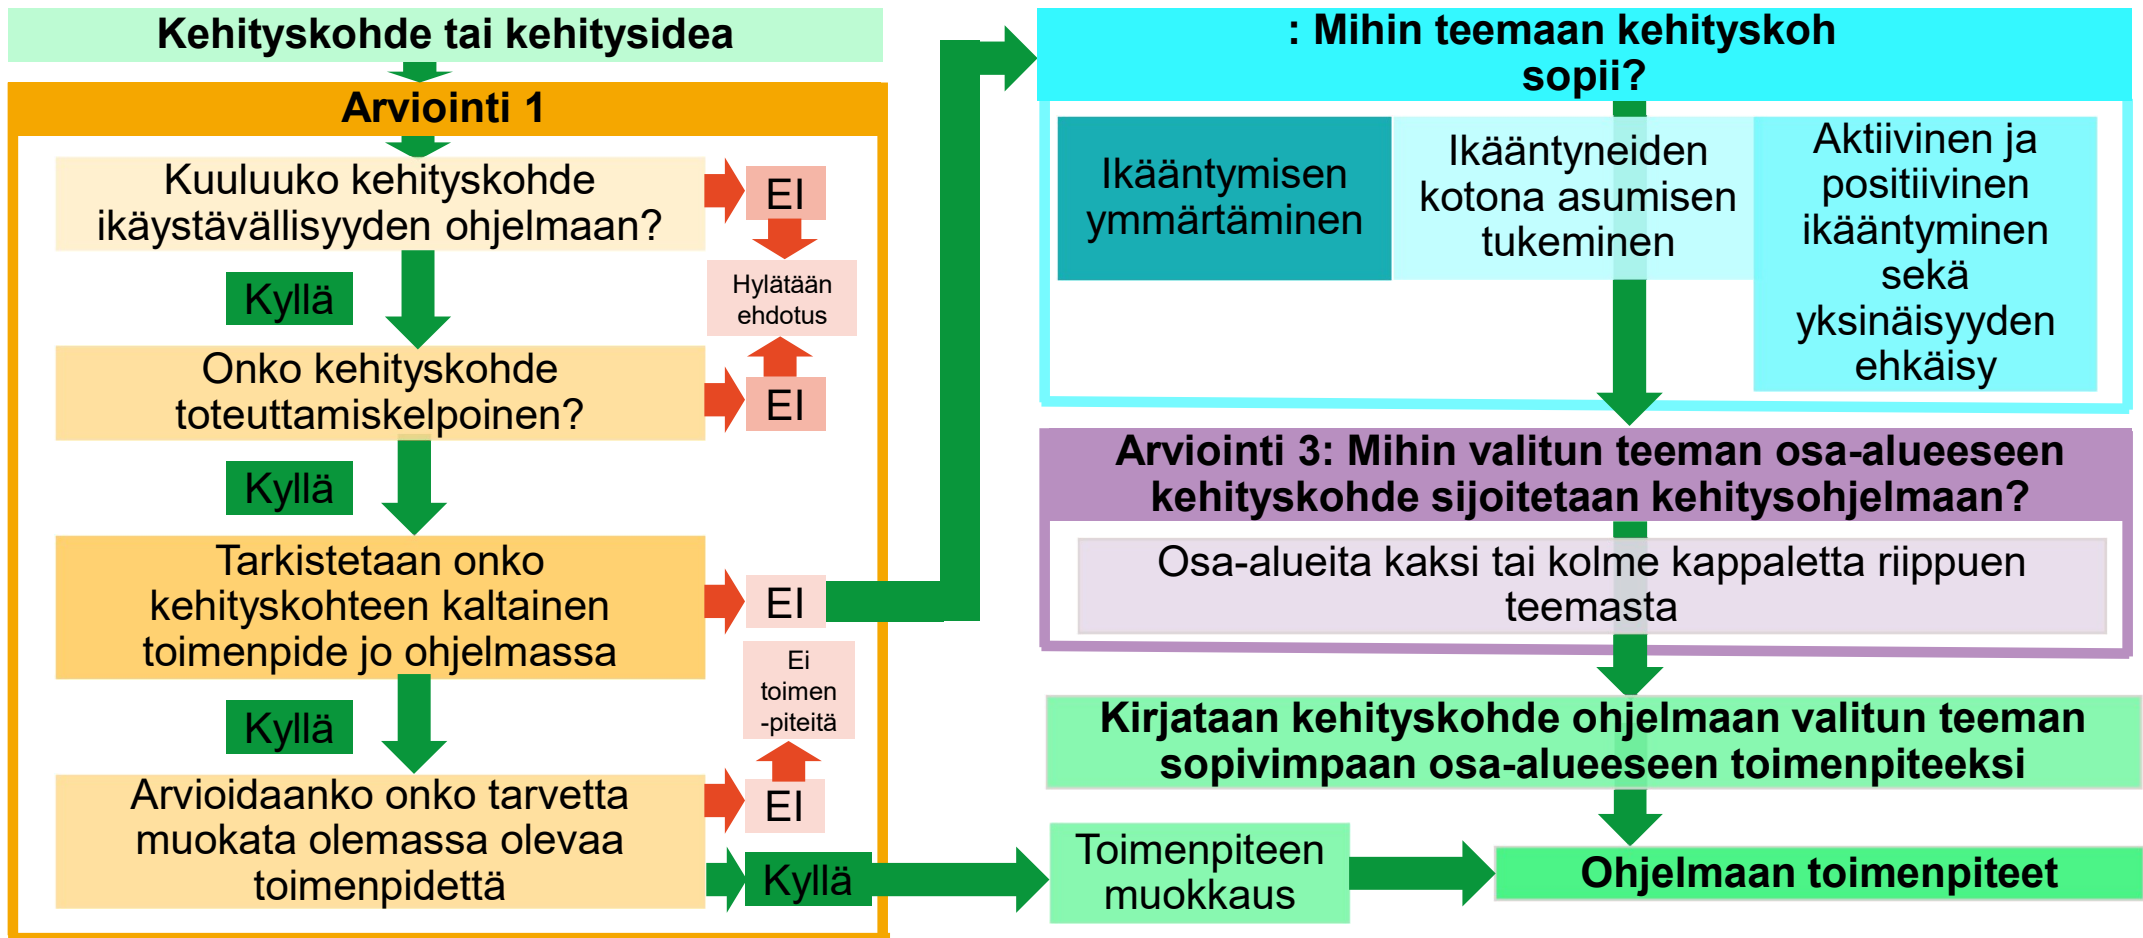 Kehityskohde tai kehitysidea
Arviointi 1
Kuuluuko kehityskohde
ikäystävällisyyden ohjelmaan?
EI
Hylätään
ehdotus
Kyllä
Onko kehityskohde
toteuttamiskelpoinen?
EI
Kyllä
Tarkistetaan onko
kehityskohteen kaltainen
toimenpide jo ohjelmassa
EI
Ei
toimen
-piteitä
Kyllä
Arvioidaanko onko tarvetta
muokata olemassa olevaa
toimenpidettä
EI
Kyllä
: Mihin teemaan kehityskoh
sopii?
Ikääntymisen
ymmärtäminen
Ikääntyneiden
kotona asumisen
tukeminen
Aktiivinen ja
positiivinen
ikääntyminen
sekä
yksinäisyyden
ehkäisy
Arviointi 3: Mihin valitun teeman osa-alueeseen
kehityskohde sijoitetaan kehitysohjelmaan?
Osa-alueita kaksi tai kolme kappaletta riippuen
teemasta
Kirjataan kehityskohde ohjelmaan valitun teeman
sopivimpaan osa-alueeseen toimenpiteeksi
Toimenpiteen
muokkaus
Ohjelmaan toimenpiteet